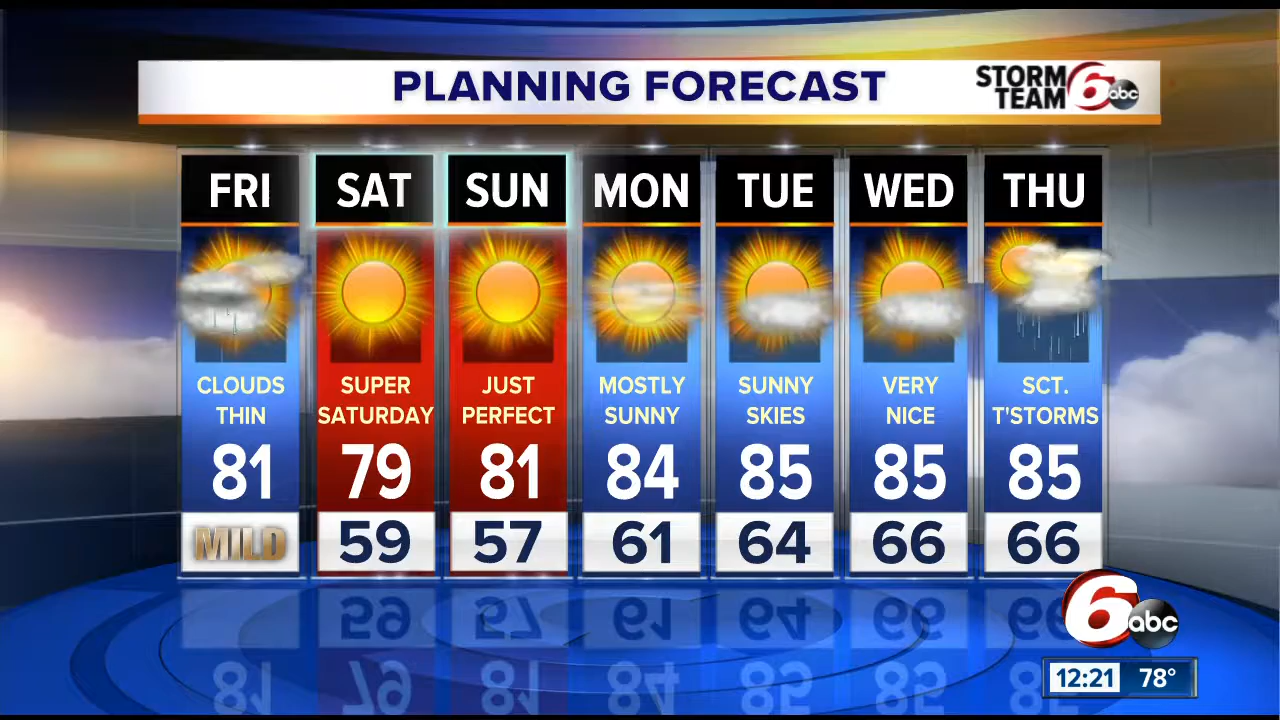 PLANNING FORECAST
STORM
TEAM 6 abc
FRI SAT SUN MON TUE WED THU
CLOUDS SUPER JUST MOSTLY SUNNY VERY SCT.
THIN SATURDAY PERFECT SUNNY SKIES NICE T'STORMS
81 79 81 84 85 85 85
MILD 59 57 61 64 66 66
6 abc
12:21 78°